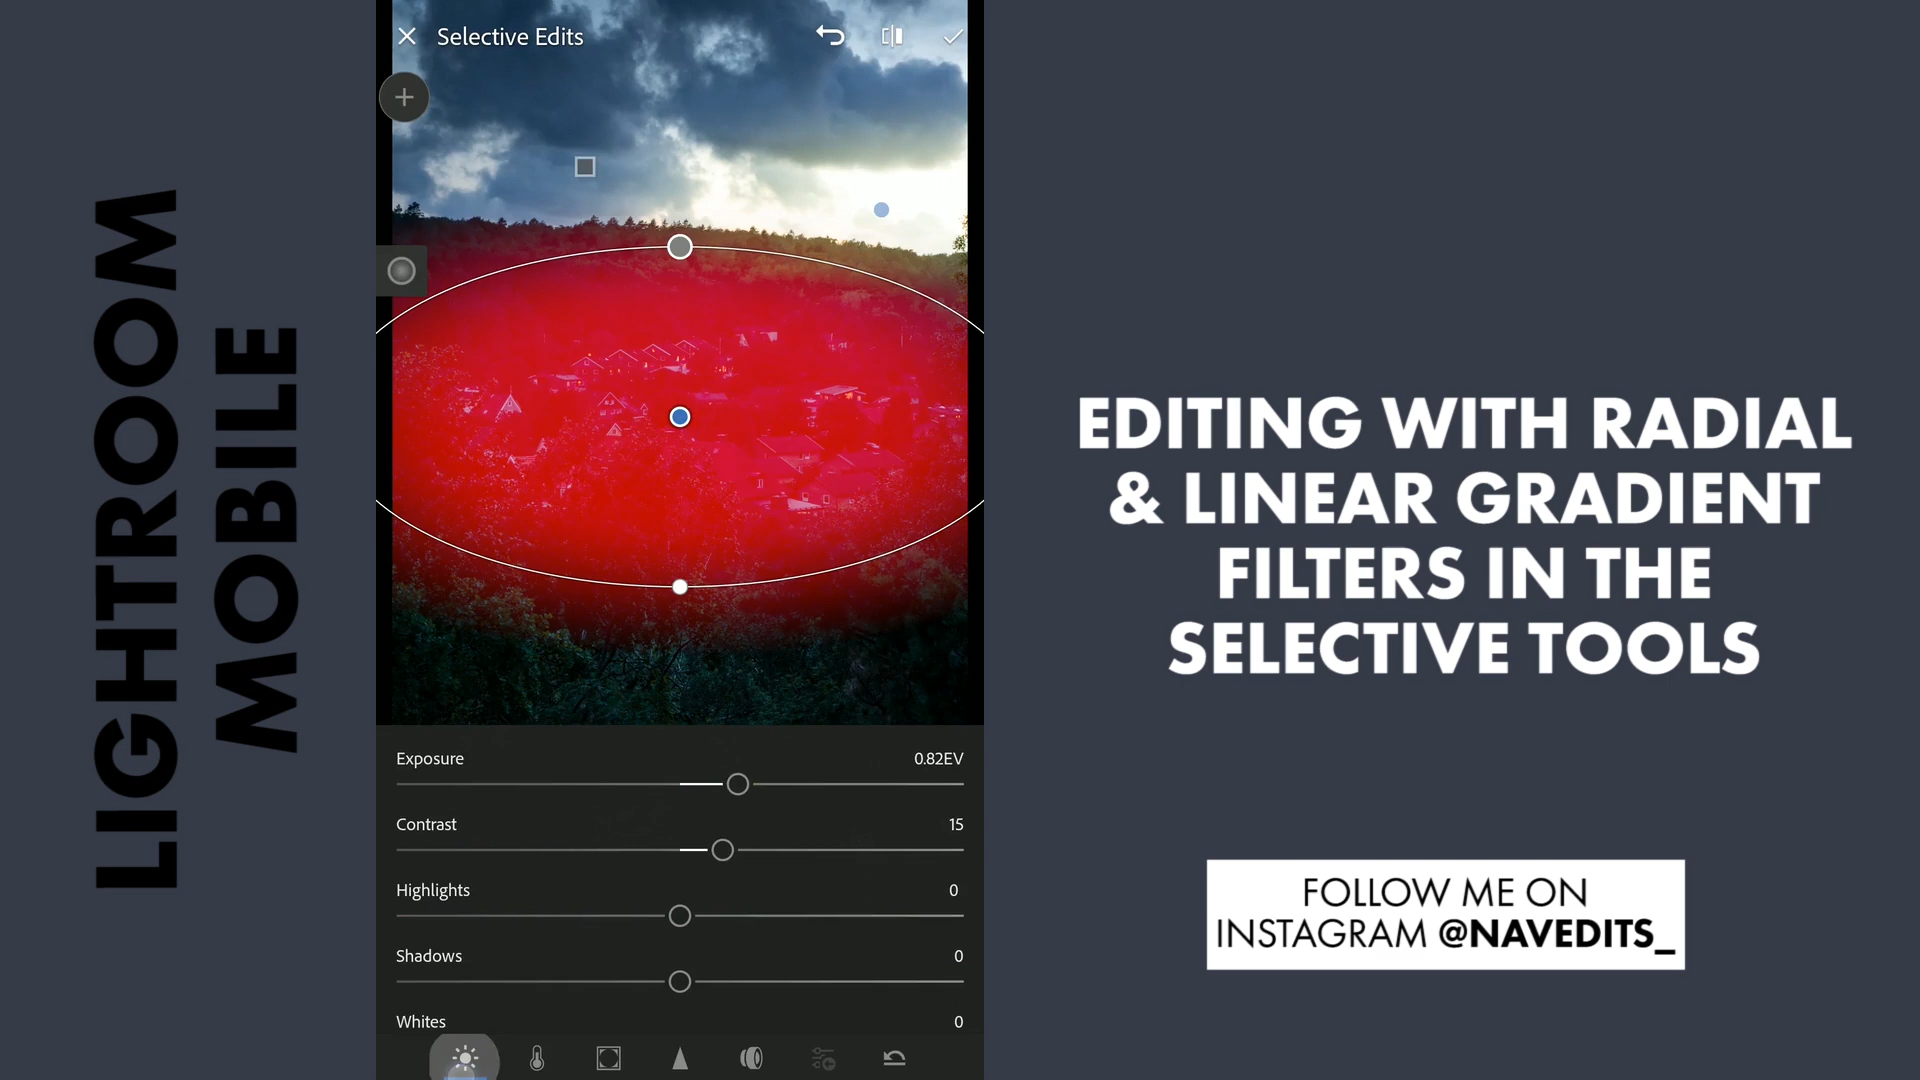 LIGHTROOM
MOBILE
Selective Edits
Exposure 0.82EV
Contrast 15
Highlights 0
Shadows 0
Whites 0
EDITING WITH RADIAL
& LINEAR GRADIENT
FILTERS IN THE
SELECTIVE TOOLS
FOLLOW ME ON
INSTAGRAM @NAVEDITS_